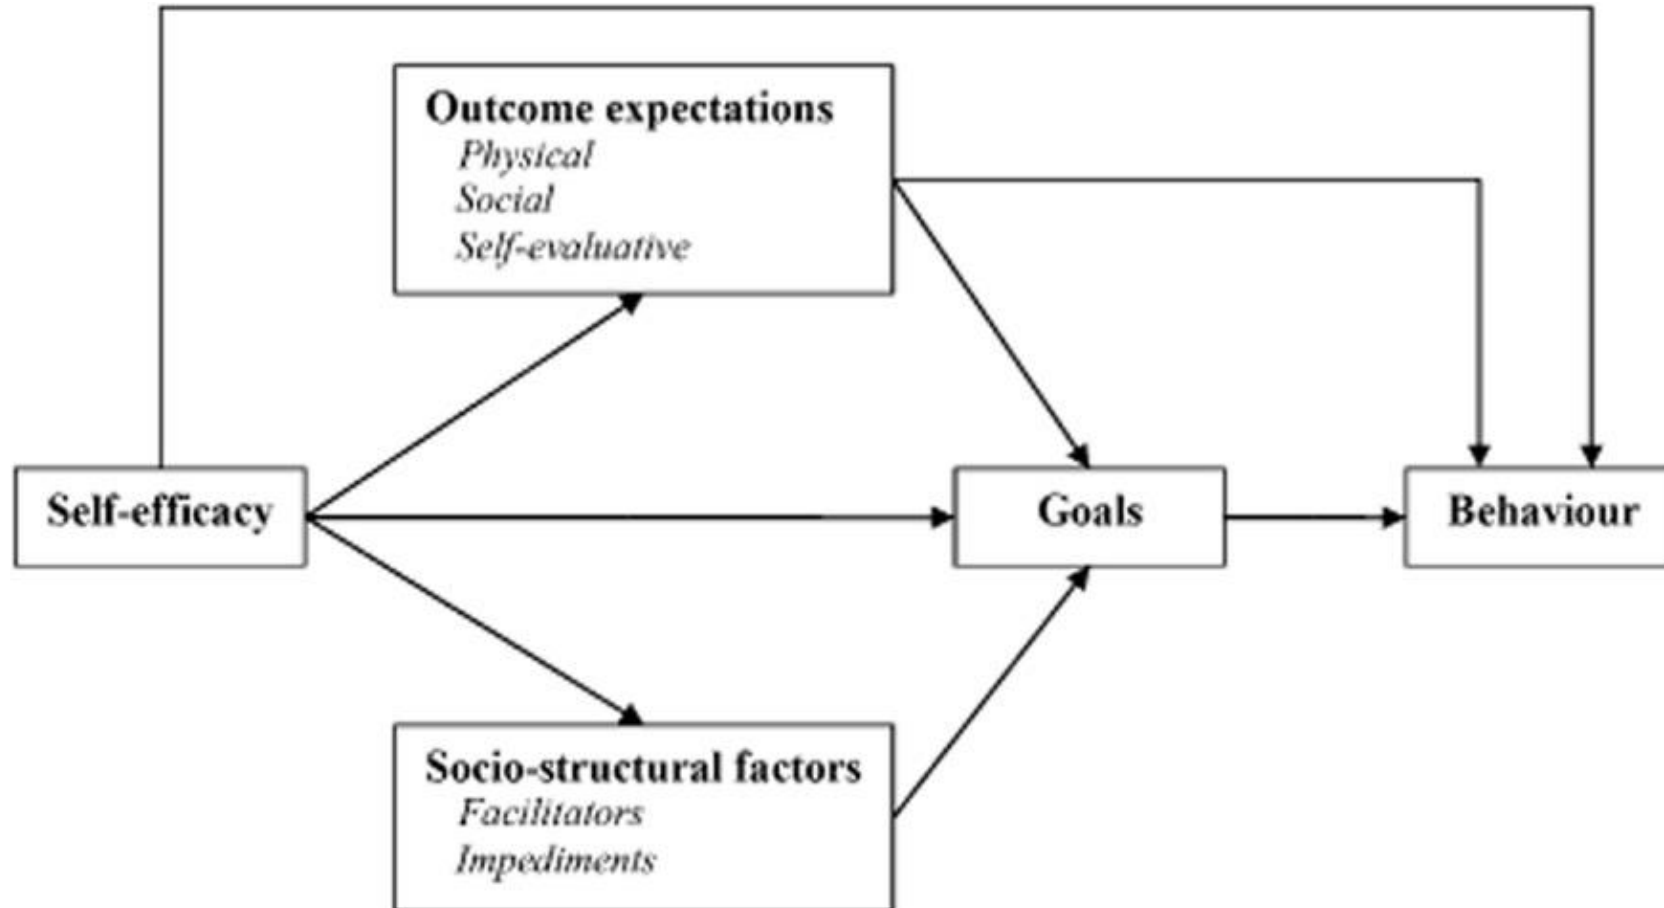 Outcome expectations
Physical
Social
Self-evaluative
Self-efficacy
Goals
Behaviour
Socio-structural factors
Facilitators
Impediments